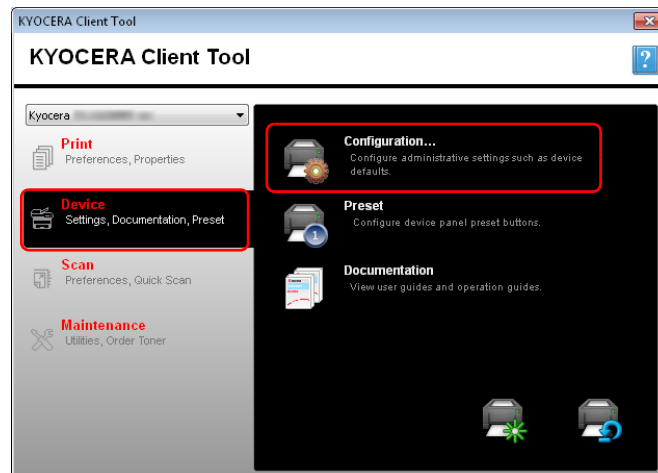 KYOCERA Client Tool
KYOCERA Client Tool
?
Kyocera
Print
Preferences, Properties
Device
Settings, Documentation, Preset
Scan
Preferences, Quick Scan
Maintenance
Utilities, Order Toner
Configuration...
Configure administrative settings such as device
defaults.
Preset
Configure device panel preset buttons.
1
Documentation
View user guides and operation guides.